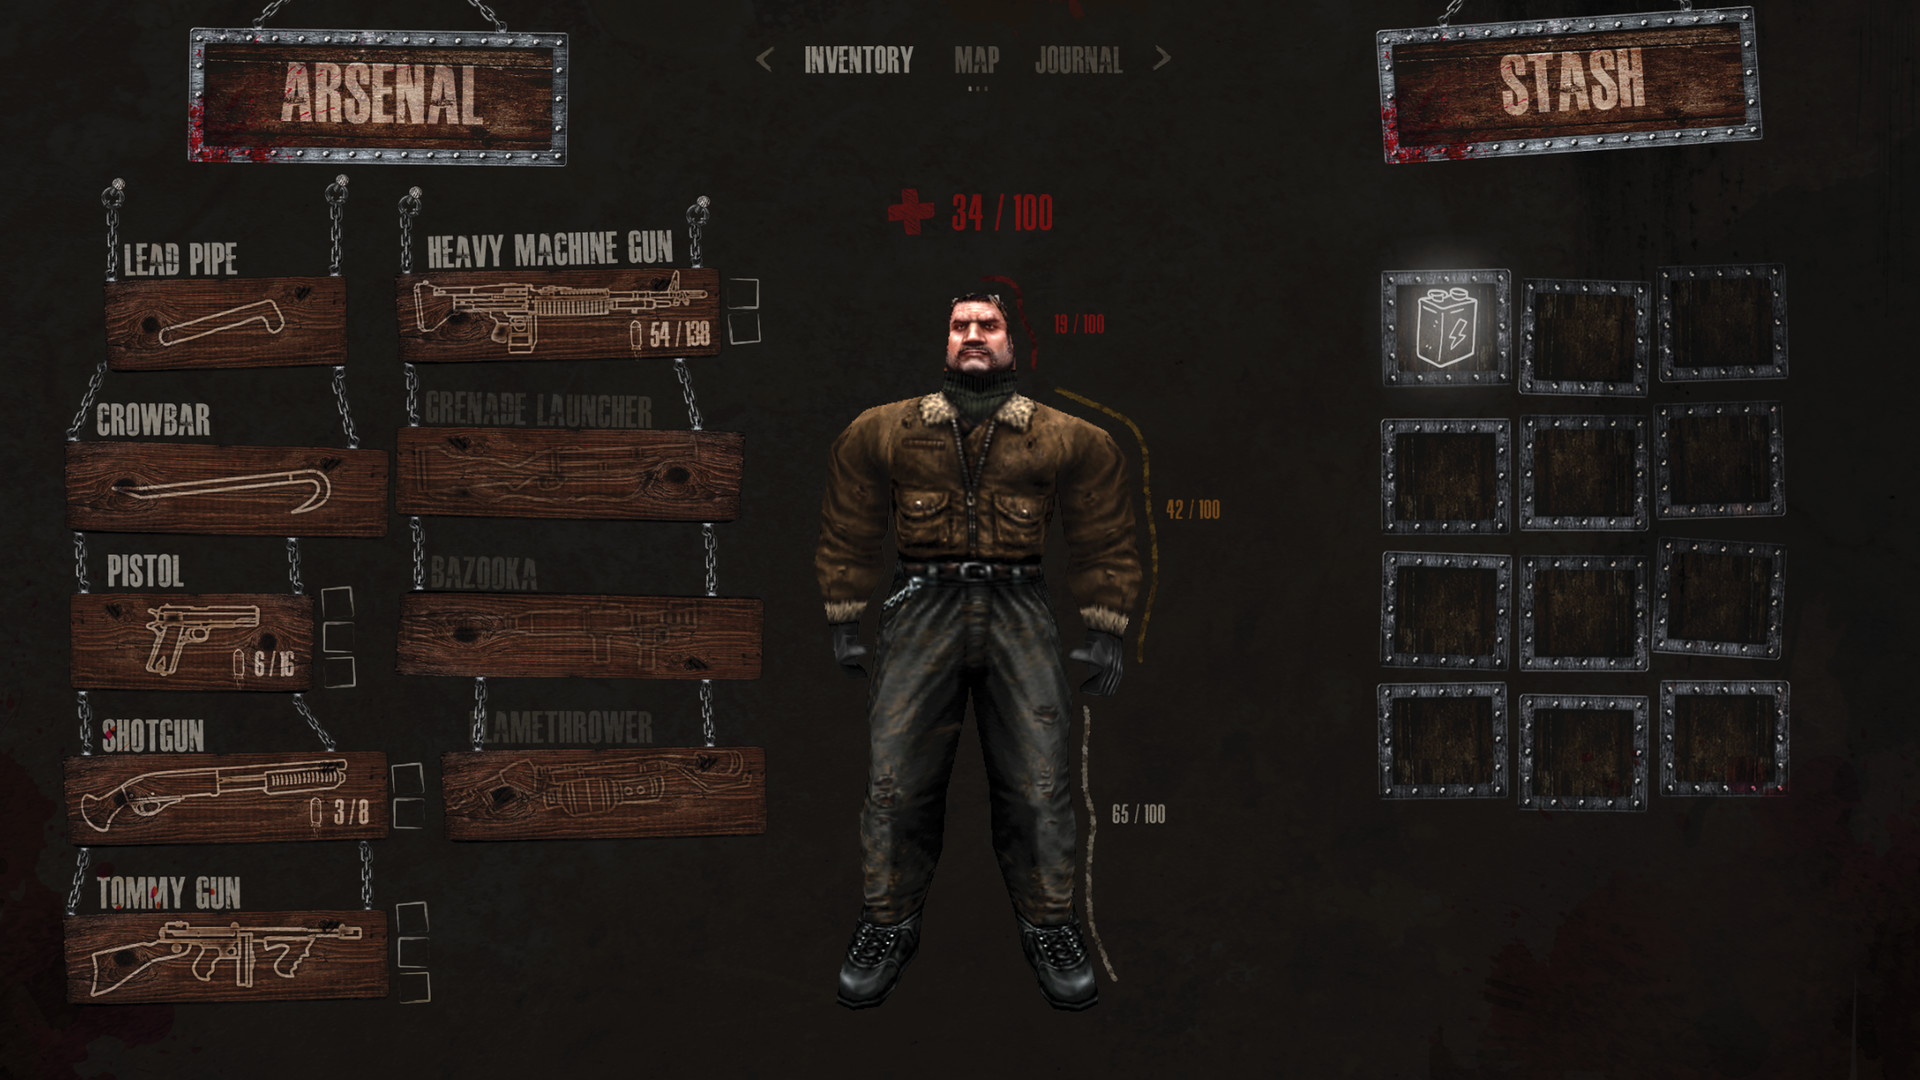 ARSENAL
INVENTORY
MAP
JOURNAL
STASH
34 / 100
LEAD PIPE
HEAVY MACHINE GUN
54 / 138
19 / 100
CROWBAR
GRENADE LAUNCHER
42 / 100
PISTOL
BAZOOKA
6 / 16
SHOTGUN
LAMETHROWER
3 / 8
65 / 100
TOMMY GUN